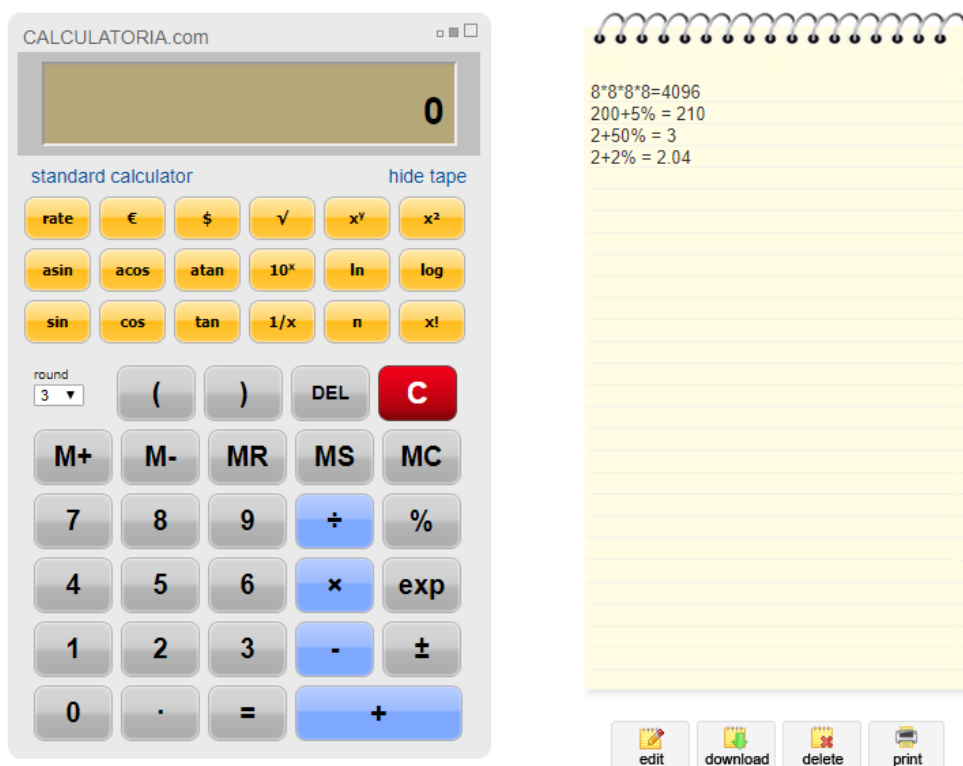 CALCULATORIA.com
0
standard calculator hide tape
rate € $ √ xʸ x²
asin acos atan 10ˣ ln log
sin cos tan 1/x n x!
round
3 ( ) DEL C
M+ M- MR MS MC
7 8 9 ÷ %
4 5 6 × exp
1 2 3 - ±
0 . = +
8*8*8*8=4096
200+5% = 210
2+50% = 3
2+2% = 2.04
edit download delete print